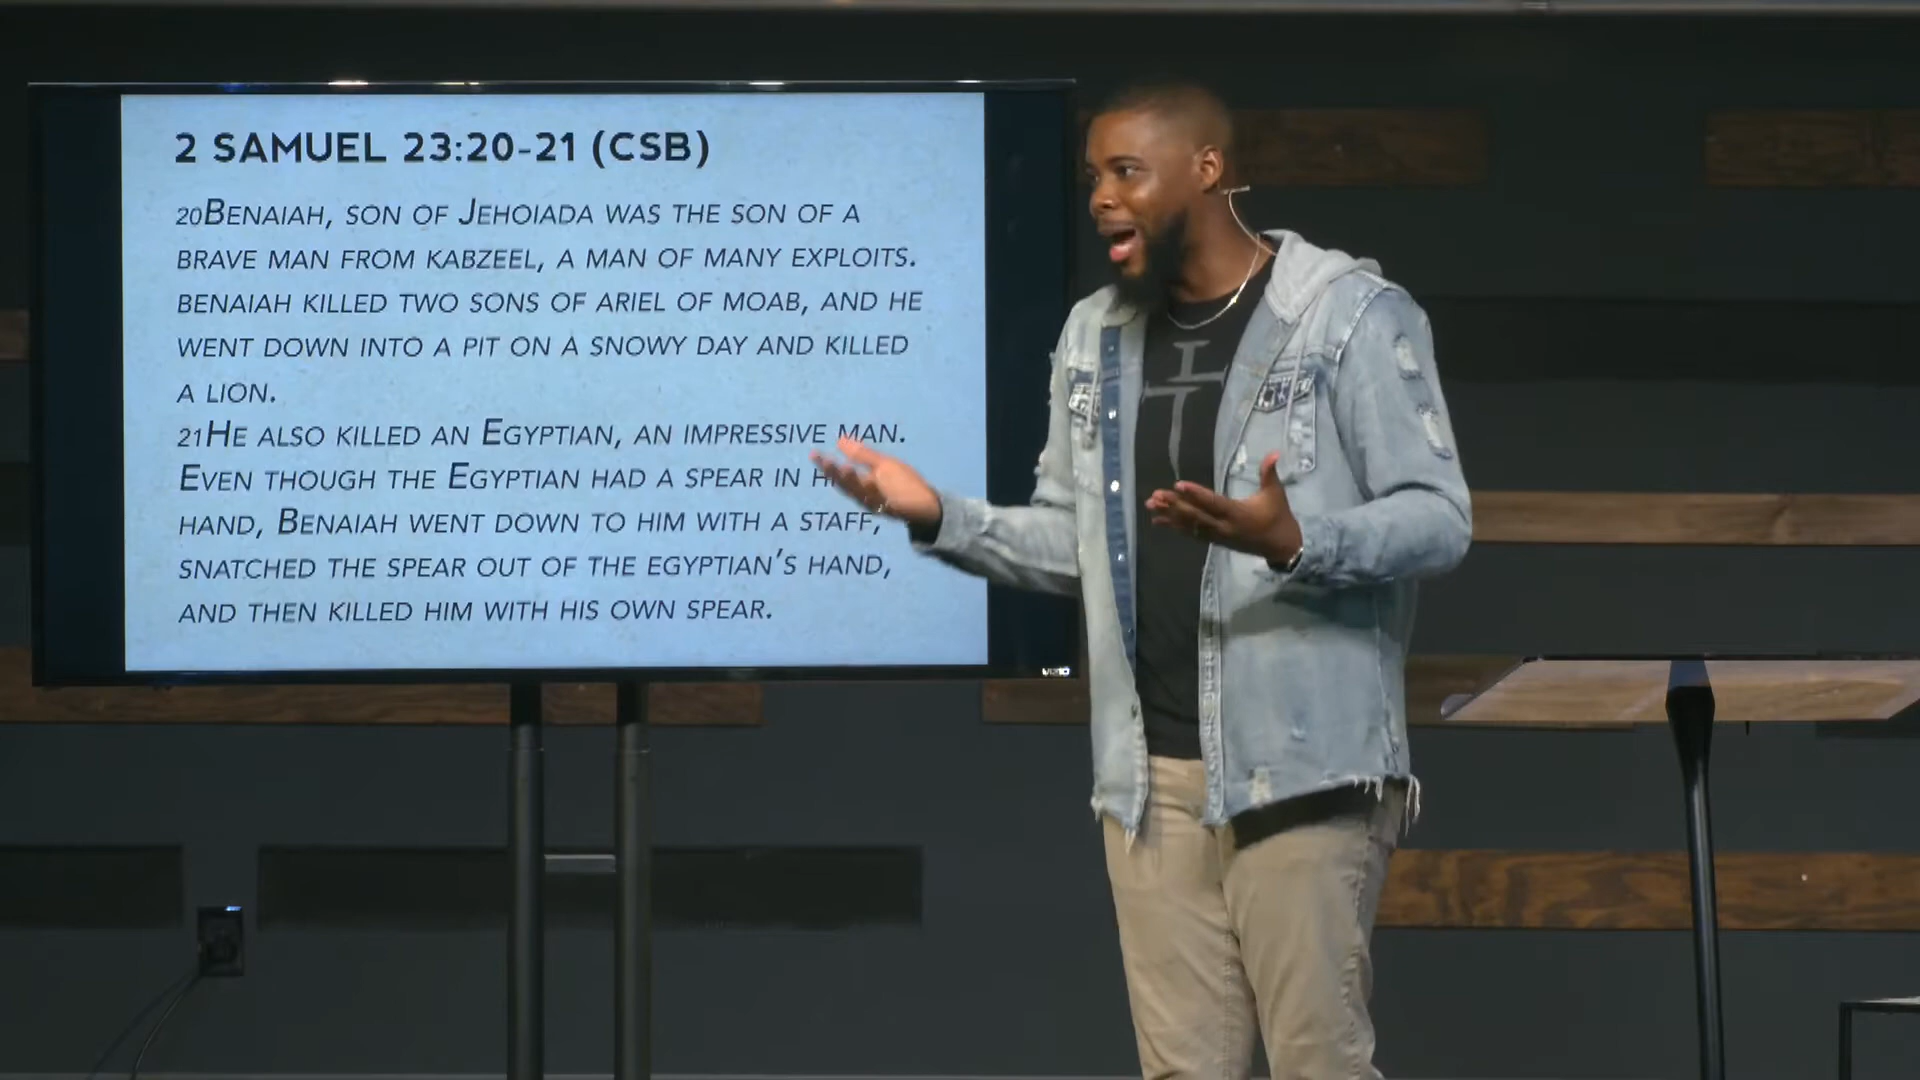 2 SAMUEL 23:20-21 (CSB)
20BENAIAH, SON OF JEHOIADA WAS THE SON OF A
BRAVE MAN FROM KABZEEL, A MAN OF MANY EXPLOITS.
BENAIAH KILLED TWO SONS OF ARIEL OF MOAB, AND HE
WENT DOWN INTO A PIT ON A SNOWY DAY AND KILLED
A LION.
21HE ALSO KILLED AN EGYPTIAN, AN IMPRESSIVE MAN.
EVEN THOUGH THE EGYPTIAN HAD A SPEAR IN
HAND, BENAIAH WENT DOWN TO HIM WITH A STAFF,
SNATCHED THE SPEAR OUT OF THE EGYPTIAN'S HAND,
AND THEN KILLED HIM WITH HIS OWN SPEAR.
VIZIO